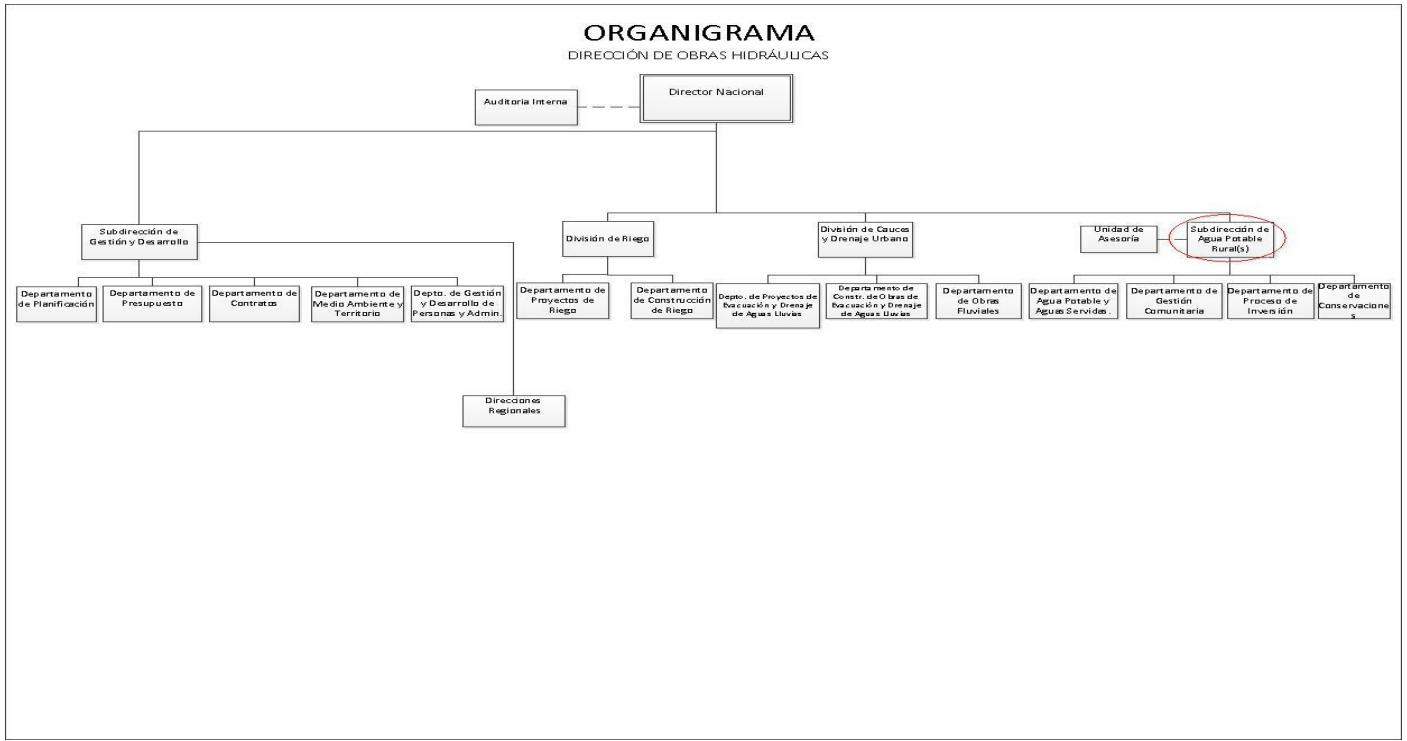 ORGANIGRAMA
DIRECCIÓN DE OBRAS HIDRÁULICAS
Director Nacional
Auditoria Interna
Subdirección de
Gestión y Desarrollo
División de Riego
División de Cauces
y Drenaje Urbano
Unidad de
Asesoría
Subdirección de
Agua Potable
Rural(s)
Departamento
de Planificación
Departamento de
Presupuesto
Departamento de
Contratos
Departamento de
Medio Ambiente y
Territorio
Depto. de Gestión
y Desarrollo de
Personas y Admin.
Departamento de
Proyectos de
Riego
Departamento
de Construcción
de Riego
Depto. de Proyectos de
Evacuación y Drenaje
de Aguas Lluvias
Departamento de
Constr. de Obras de
Evacuación y Drenaje
de Aguas Lluvias
Departamento
de Obras
Fluviales
Departamento de
Agua Potable y
Aguas Servidas.
Departamento de
Gestión
Comunitaria
Departamento de
Proceso de
Inversión
Departamento
de
Conservacione
s
Direcciones
Regionales